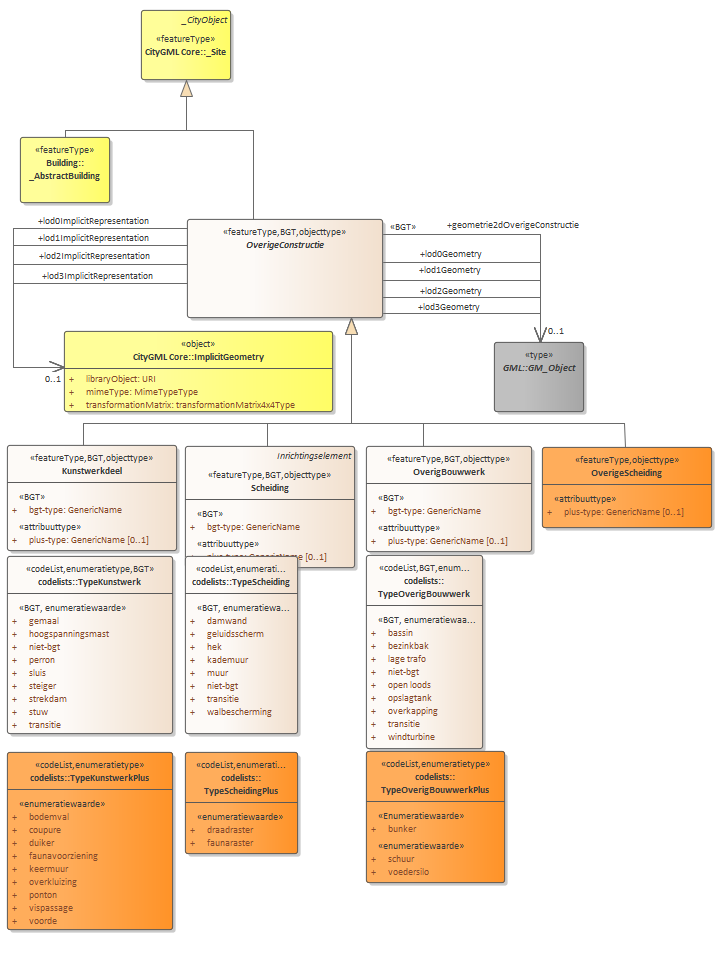 _CityObject
«featureType»
CityGML Core::_Site
«featureType»
Building::
_AbstractBuilding
+lod0ImplicitRepresentation
+lod1ImplicitRepresentation
+lod2ImplicitRepresentation
+lod3ImplicitRepresentation
0..1
«featureType,BGT,objecttype»
OverigeConstructie
«BGT»
+geometrie2dOverigeConstructie
+lod0Geometry
+lod1Geometry
+lod2Geometry
+lod3Geometry
0..1
«object»
CityGML Core::ImplicitGeometry
+ libraryObject: URI
+ mimeType: MimeTypeType
+ transformationMatrix: transformationMatrix4x4Type
«type»
GML::GM_Object
«featureType,BGT,objecttype»
Kunstwerkdeel
«BGT»
+ bgt-type: GenericName
«attribuuttype»
+ plus-type: GenericName [0..1]
Inrichtingselement
«featureType,BGT,objecttype»
Scheiding
«BGT»
+ bgt-type: GenericName
«attribuuttype»
+ plus-type: GenericName [0..1]
«featureType,BGT,objecttype»
OverigBouwwerk
«BGT»
+ bgt-type: GenericName
«attribuuttype»
+ plus-type: GenericName [0..1]
«featureType,objecttype»
OverigeScheiding
«attribuuttype»
+ plus-type: GenericName [0..1]
«codeList,enumeratietype,BGT»
codelists::TypeKunstwerk
«BGT, enumeratiewaarde»
+ gemaal
+ hoogspanningsmast
+ niet-bgt
+ perron
+ sluis
+ steiger
+ strekdam
+ stuw
+ transitie
«codeList,enumerati...
codelists::TypeScheiding
«BGT, enumeratiewa...
+ damwand
+ geluidsscherm
+ hek
+ kademuur
+ muur
+ niet-bgt
+ transitie
+ walbescherming
«codeList,BGT,enum...
codelists::
TypeOverigBouwwerk
«BGT, enumeratiewaa...
+ bassin
+ bezinkbak
+ lage trafo
+ niet-bgt
+ open loods
+ opslagtank
+ overkapping
+ transitie
+ windturbine
«codeList,enumeratietype»
codelists::TypeKunstwerkPlus
«enumeratiewaarde»
+ bodemval
+ coupure
+ duiker
+ faunavoorziening
+ keermuur
+ overkluizing
+ ponton
+ vispassage
+ voorde
«codeList,enumerati...
codelists::
TypeScheidingPlus
«enumeratiewaarde»
+ draadraster
+ faunaraster
«codeList,enumeratietype»
codelists::
TypeOverigBouwwerkPlus
«Enumeratiewaarde»
+ bunker
«enumeratiewaarde»
+ schuur
+ voedersilo